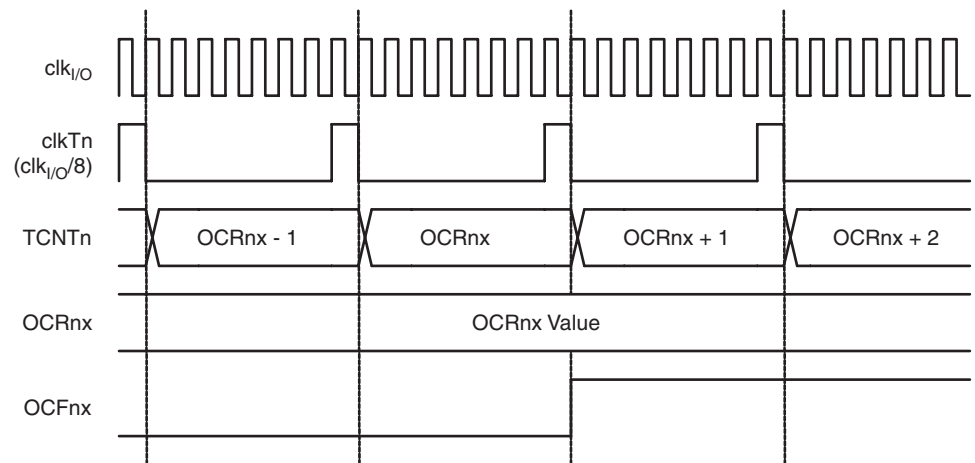 clkI/O
clkTn
(clkI/O/8)
TCNTn
OCRnx - 1
OCRnx
OCRnx + 1
OCRnx + 2
OCRnx
OCRnx Value
OCFnx